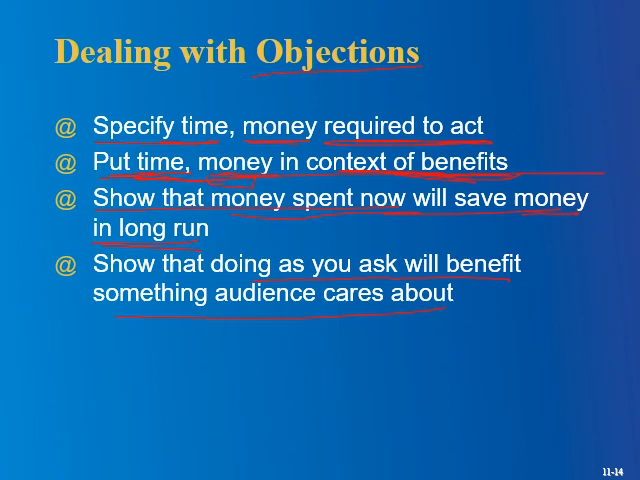 Dealing with Objections
@ Specify time, money required to act
@ Put time, money in context of benefits
@ Show that money spent now will save money
in long run
@ Show that doing as you ask will benefit
something audience cares about
11-14